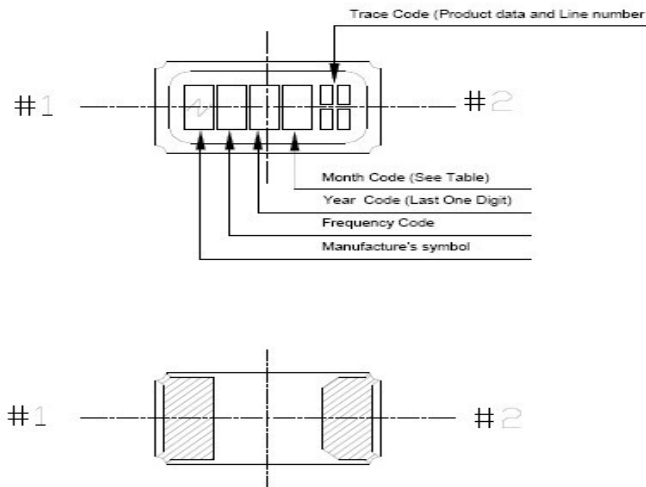 Trace Code (Product data and Line number
#1
#2
Month Code (See Table)
Year Code (Last One Digit)
Frequency Code
Manufacture's symbol
#1
#2